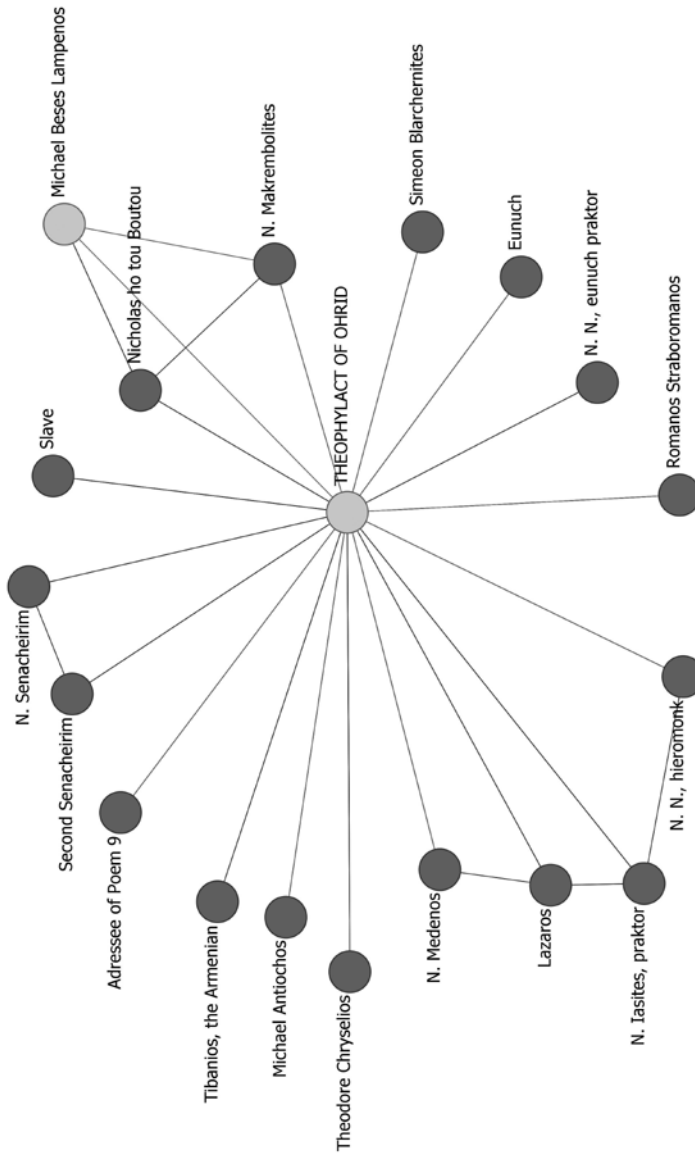 Michael Beses Lampenos
Nicholas ho tou Boutou
N. Makrembolites
Slave
Simeon Blarchernites
N. Senacheirim
Eunuch
Second Senacheirim
THEOPHYLACT OF OHRID
N. N., eunuch praktor
Adressee of Poem 9
Romanos Straboromanos
Tibanios, the Armenian
Michael Antiochos
Theodore Chryselios
N. Medenos
Lazaros
N. Iasites, praktor
N. N., hieromonk